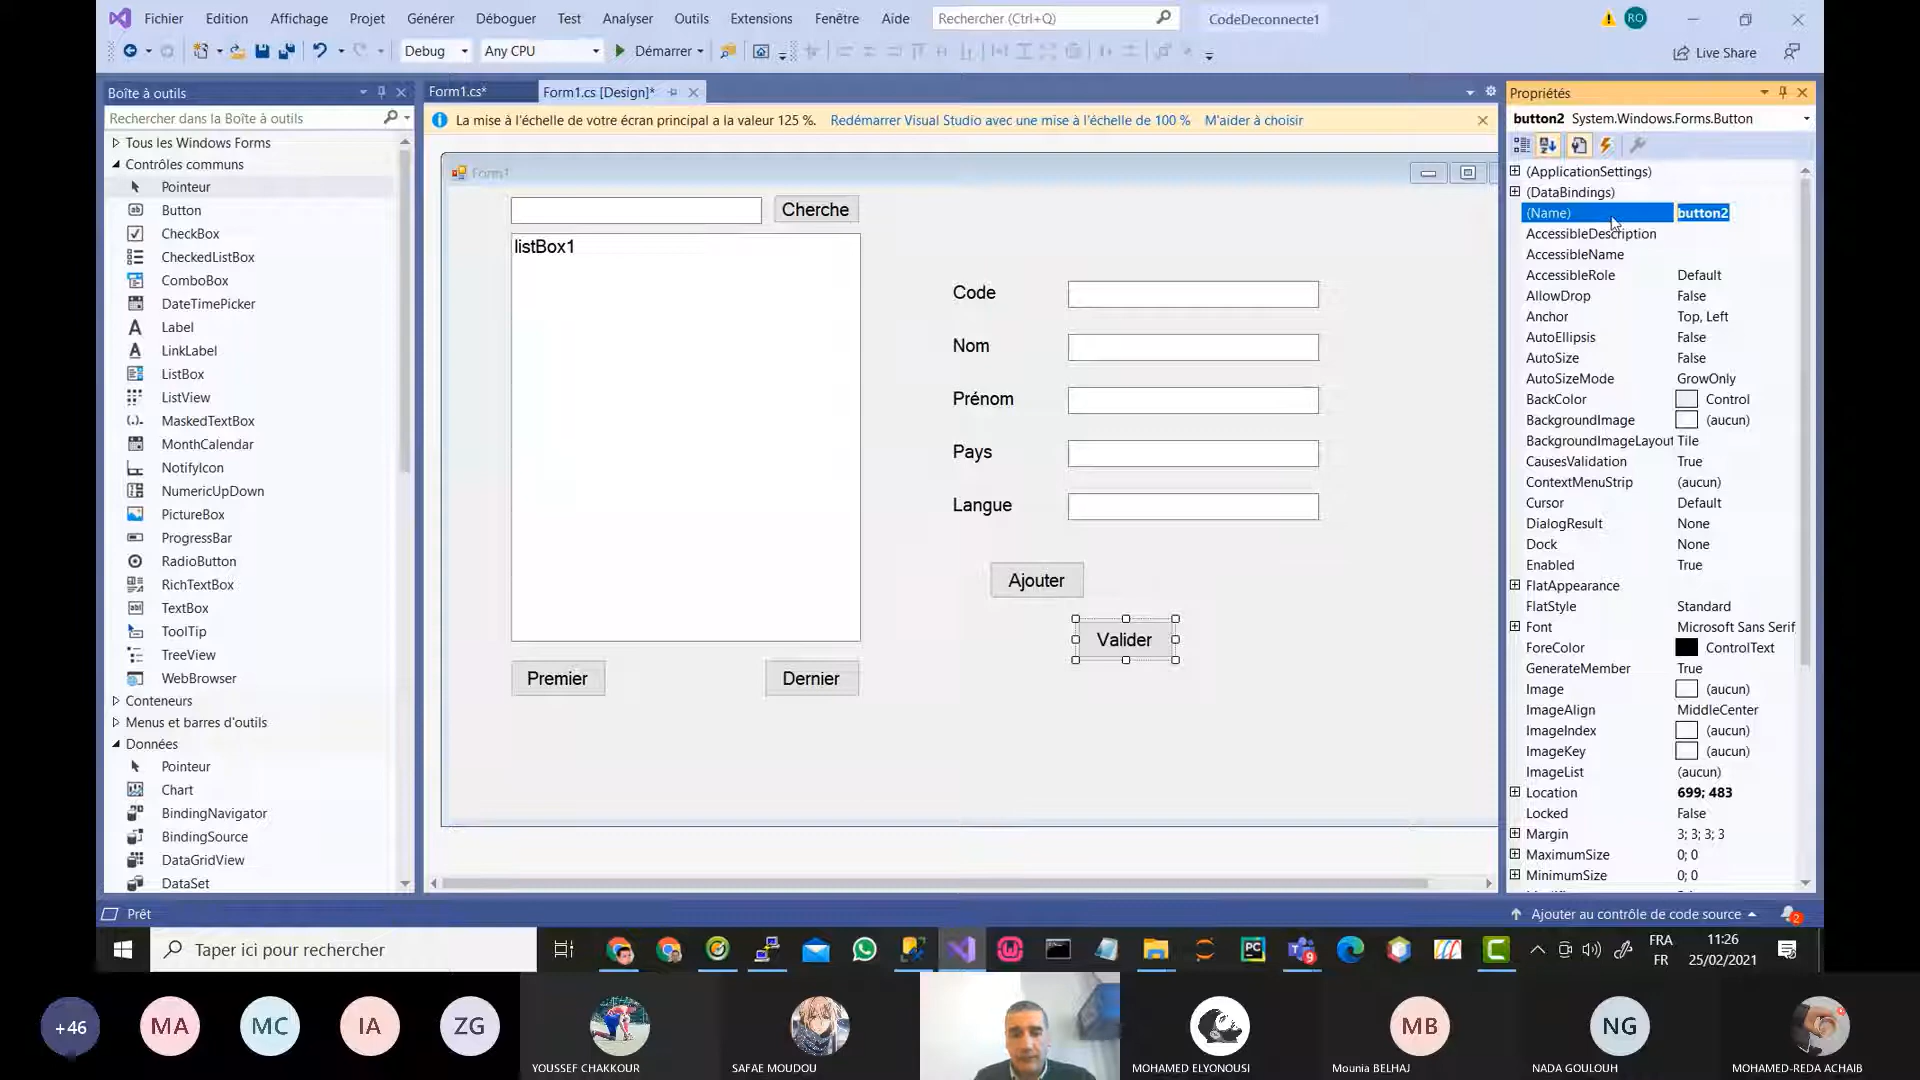 Fichier Edition Affichage Projet Générer Déboguer Test Analyser Outils Extensions Fenêtre Aide Rechercher (Ctrl+Q) CodeDeconnecte1 RO
Debug Any CPU Démarrer Live Share
Boîte à outils
Rechercher dans la Boîte à outils
Tous les Windows Forms
Contrôles communs
Pointeur
Button
CheckBox
CheckedListBox
ComboBox
DateTimePicker
Label
LinkLabel
ListBox
ListView
MaskedTextBox
MonthCalendar
NotifyIcon
NumericUpDown
PictureBox
ProgressBar
RadioButton
RichTextBox
TextBox
ToolTip
TreeView
WebBrowser
Conteneurs
Menus et barres d'outils
Données
Pointeur
Chart
BindingNavigator
BindingSource
DataGridView
DataSet
Form1.cs* Form1.cs [Design]*
La mise à l'échelle de votre écran principal a la valeur 125 %. Redémarrer Visual Studio avec une mise à l'échelle de 100 % M'aider à choisir
Form1
Cherche
listBox1
Code
Nom
Prénom
Pays
Langue
Ajouter
Valider
Premier Dernier
Propriétés
button2 System.Windows.Forms.Button
(ApplicationSettings)
(DataBindings)
(Name) button2
AccessibleDescription
AccessibleName
AccessibleRole Default
AllowDrop False
Anchor Top, Left
AutoEllipsis False
AutoSize False
AutoSizeMode GrowOnly
BackColor Control
BackgroundImage (aucun)
BackgroundImageLayout Tile
CausesValidation True
ContextMenuStrip (aucun)
Cursor Default
DialogResult None
Dock None
Enabled True
FlatAppearance
FlatStyle Standard
Font Microsoft Sans Serif
ForeColor ControlText
GenerateMember True
Image (aucun)
ImageAlign MiddleCenter
ImageIndex (aucun)
ImageKey (aucun)
ImageList (aucun)
Location 699; 483
Locked False
Margin 3; 3; 3; 3
MaximumSize 0; 0
MinimumSize 0; 0
Prêt Ajouter au contrôle de code source 2
Taper ici pour rechercher PC 9 FRA FR 11:26 25/02/2021
+46 MA MC IA ZG MB NG
YOUSSEF CHAKKOUR SAFAE MOUDOU MOHAMED ELYONOUSI Mounia BELHAJ NADA GOULOUH MOHAMED-REDA ACHAIB